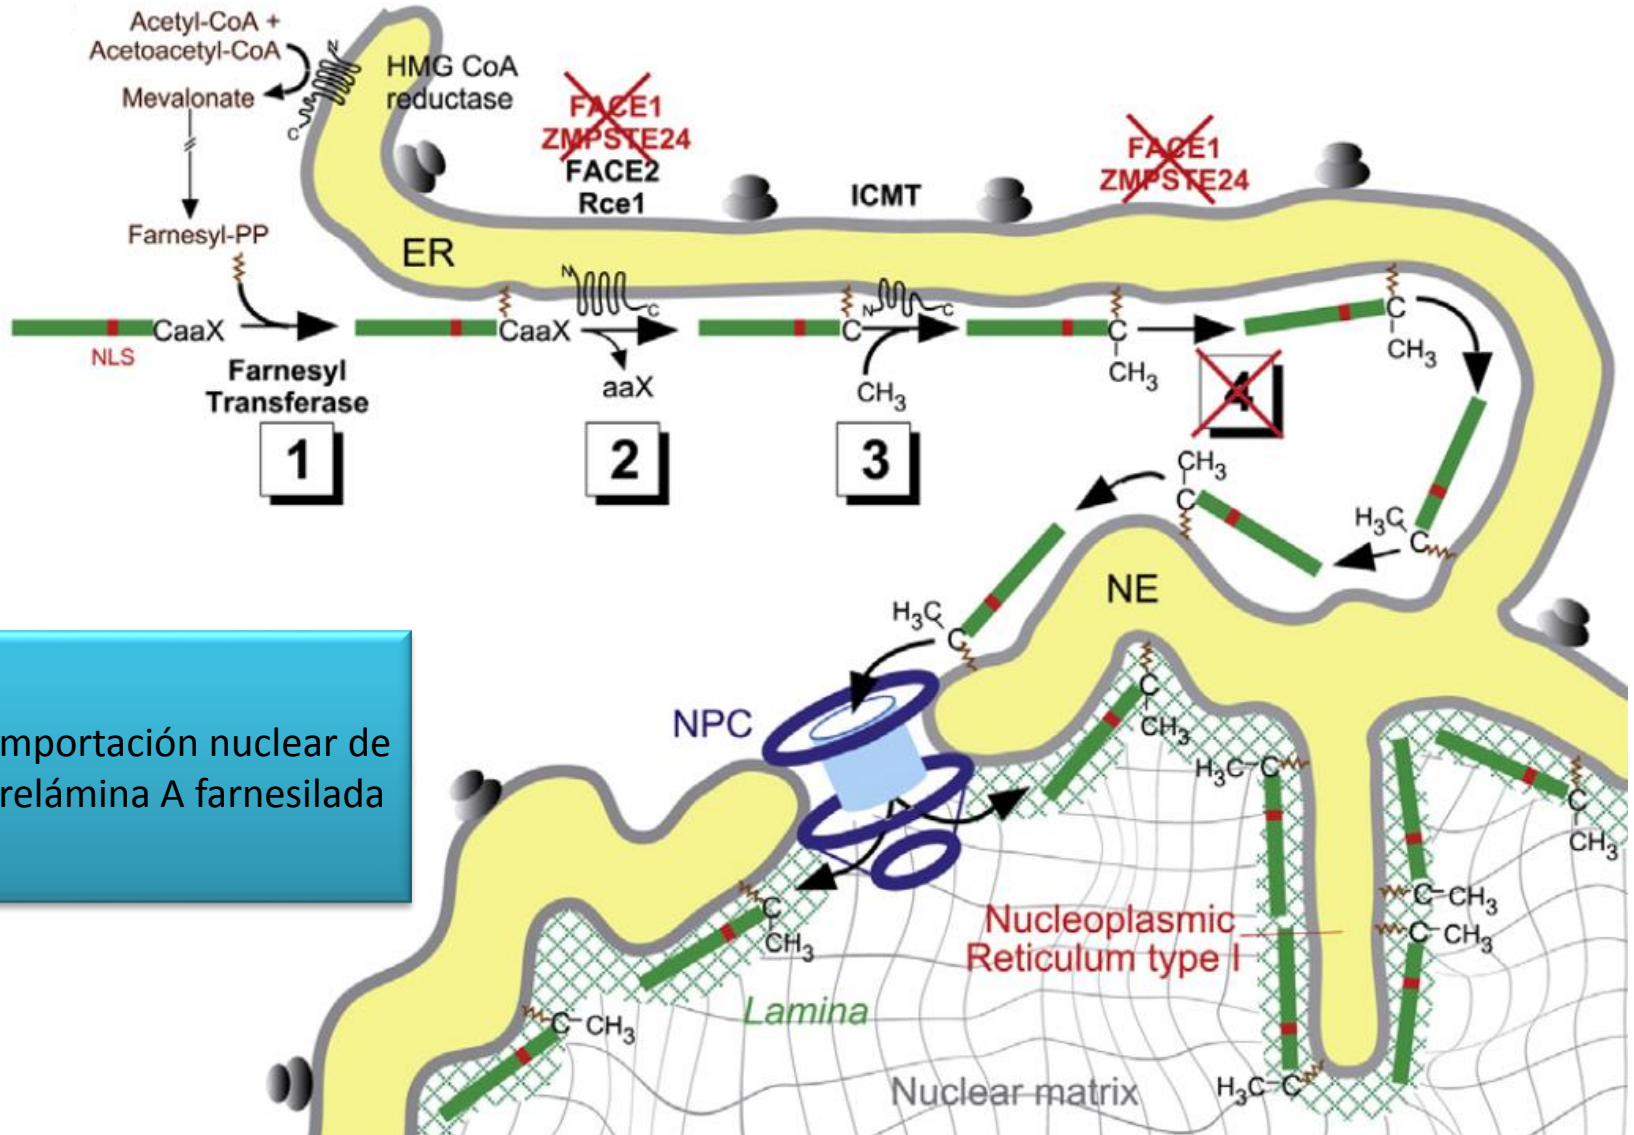 Acetyl-CoA +
Acetoacetyl-CoA
Mevalonate
Farnesyl-PP
N
C
HMG CoA
reductase
FACE1
ZMPSTE24
FACE2
Rce1
ICMT
FACE1
ZMPSTE24
ER
CaaX
NLS
Farnesyl
Transferase
1
CaaX
N
C
aaX
2
C
N
C
CH3
3
C
CH3
4
C
CH3
H3C
C
CH3
C
H3C
C
NE
NPC
mportación nuclear de
relámina A farnesilada
C
CH3
H3C-C
C
CH3
C-CH3
C-CH3
C
CH3
Nucleoplasmic
Reticulum type I
Lamina
C-CH3
Nuclear matrix
H3C-C